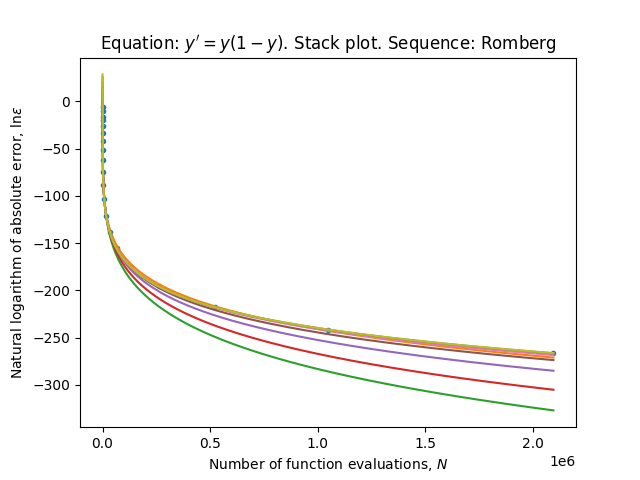 Equation: y′ = y(1 − y). Stack plot. Sequence: Romberg
Natural logarithm of absolute error, lnε
0
−50
−100
−150
−200
−250
−300
0.0 0.5 1.0 1.5 2.0
1e6
Number of function evaluations, N